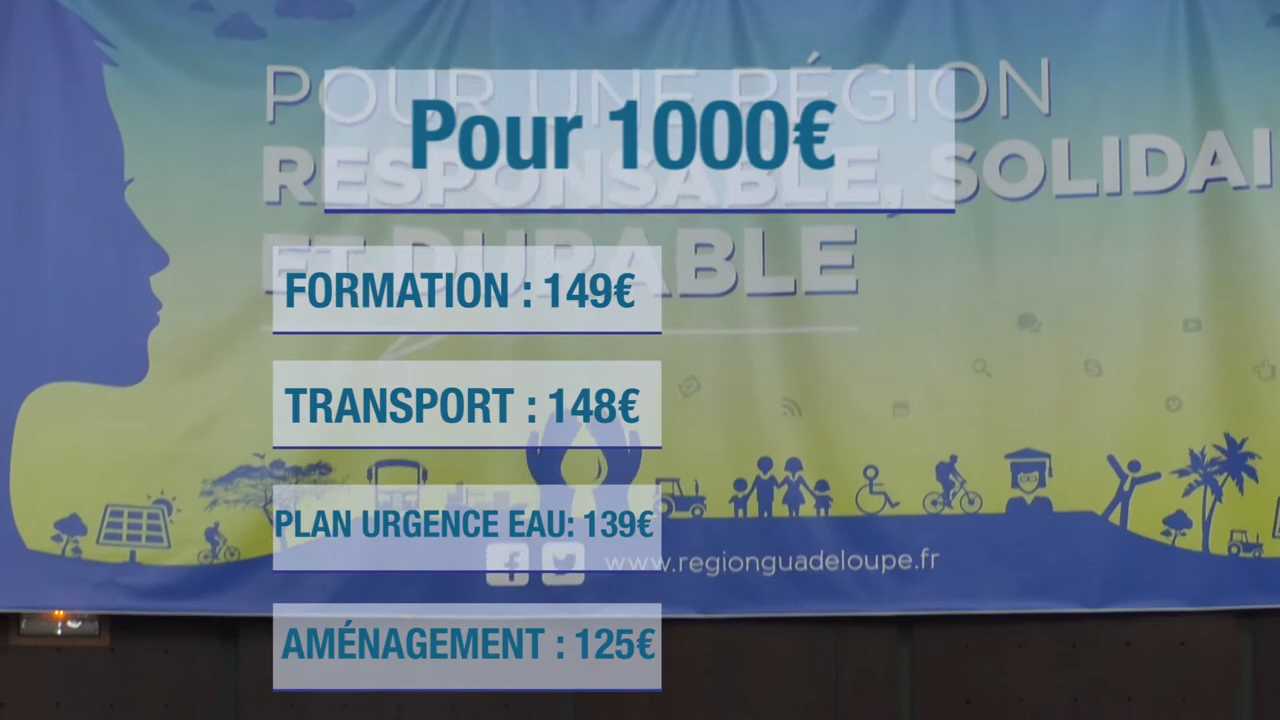 POUR UNE RÉGION
RESPONSABLE, SOLIDAI
ET DURABLE
Pour 1000€
FORMATION : 149€
TRANSPORT : 148€
PLAN URGENCE EAU: 139€
www.regionguadeloupe.fr
AMÉNAGEMENT : 125€